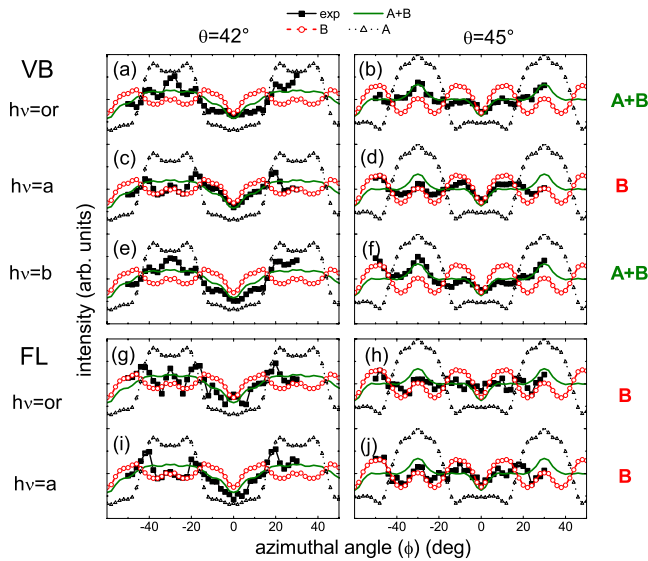 exp A+B
B A
θ=42° θ=45°
VB
(a) (b)
hν=or A+B
(c) (d)
hν=a B
(e) (f)
hν=b A+B
intensity (arb. units)
FL
(g) (h)
hν=or B
(i) (j)
hν=a B
-40 -20 0 20 40 -40 -20 0 20 40
azimuthal angle (ϕ) (deg)